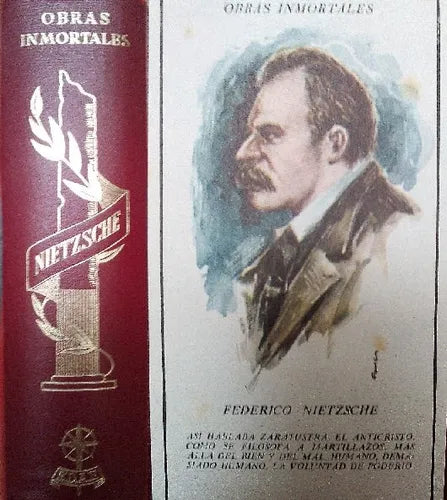 OBRAS
INMORTALES
NIETZSCHE
OBRAS INMORTALES
FEDERICO NIETZSCHE
ASI HABLABA ZARATUSTRA. EL ANTICRISTO.
COMO SE FILOSOFA A MARTILLAZOS. MAS
ALLA DEL BIEN Y DEL MAL. HUMANO, DEMA-
SIADO HUMANO. LA VOLUNTAD DE PODERIO